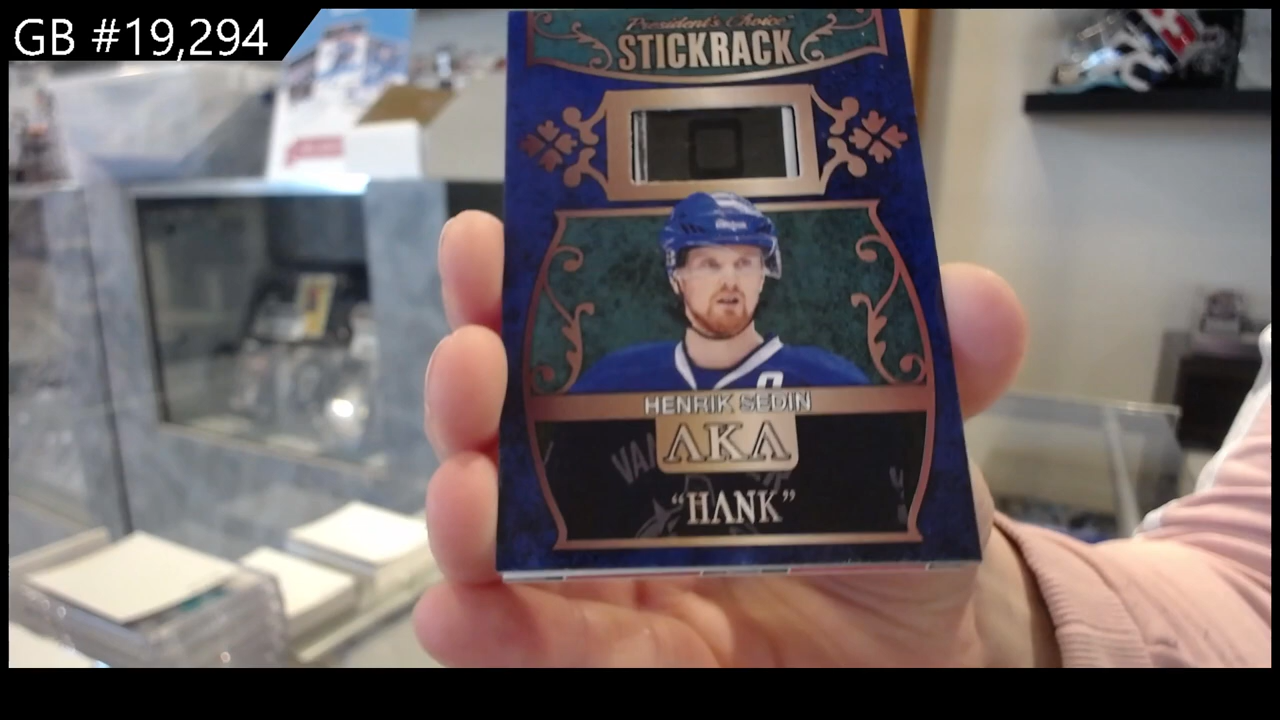 GB #19,294
President's Choice
STICKRACK
HENRIK SEDIN
AKA
"HANK"